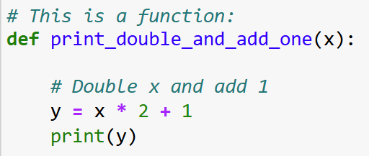 # This is a function:
def print_double_and_add_one(x):
# Double x and add 1
y = x * 2 + 1
print(y)